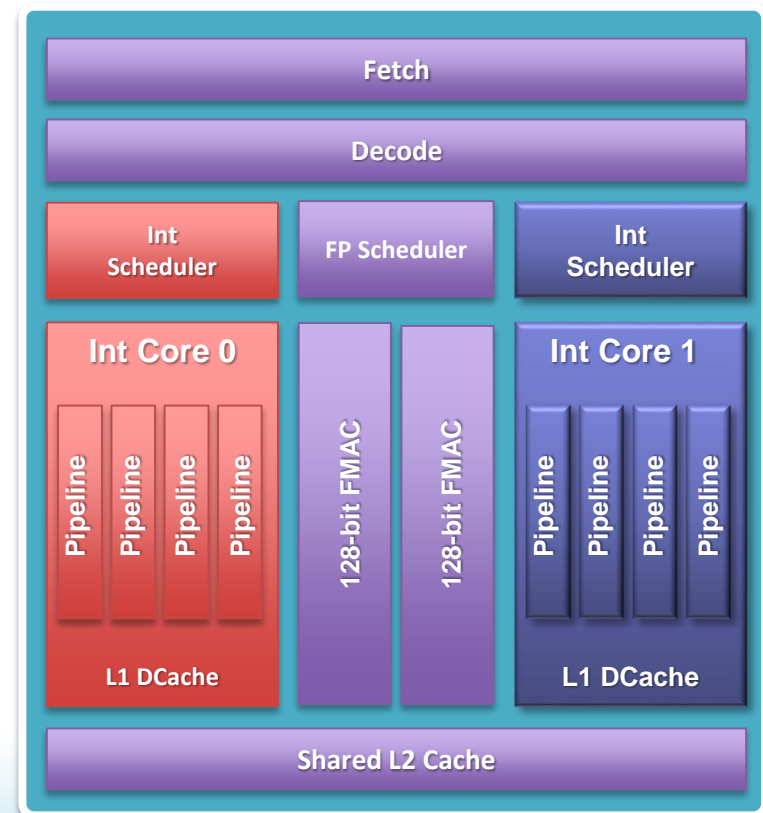 Fetch
Decode
Int
Scheduler
FP Scheduler
Int
Scheduler
Int Core 0
Pipeline
Pipeline
Pipeline
Pipeline
L1 DCache
128-bit FMAC
128-bit FMAC
Int Core 1
Pipeline
Pipeline
Pipeline
Pipeline
L1 DCache
Shared L2 Cache